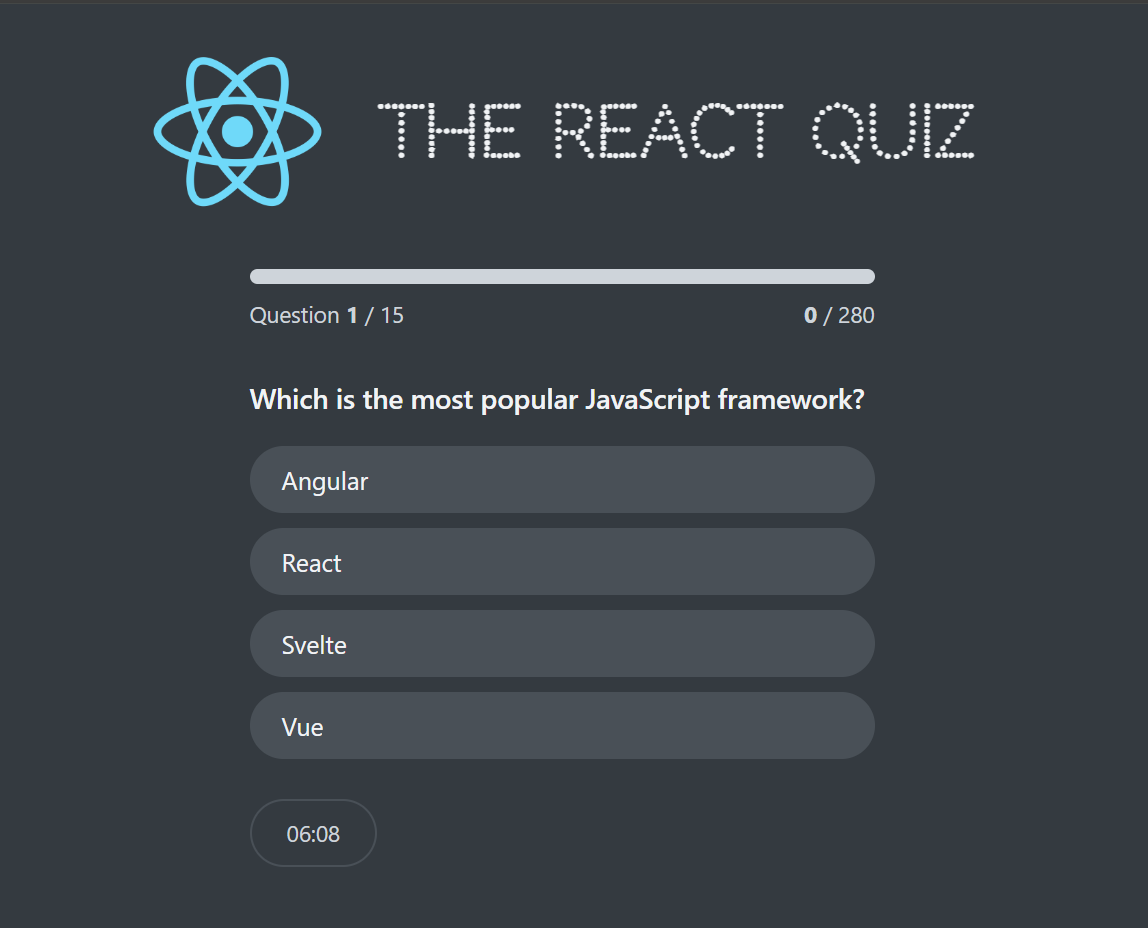 THE REACT QUIZ
Question 1 / 15
0 / 280
Which is the most popular JavaScript framework?
Angular
React
Svelte
Vue
06:08